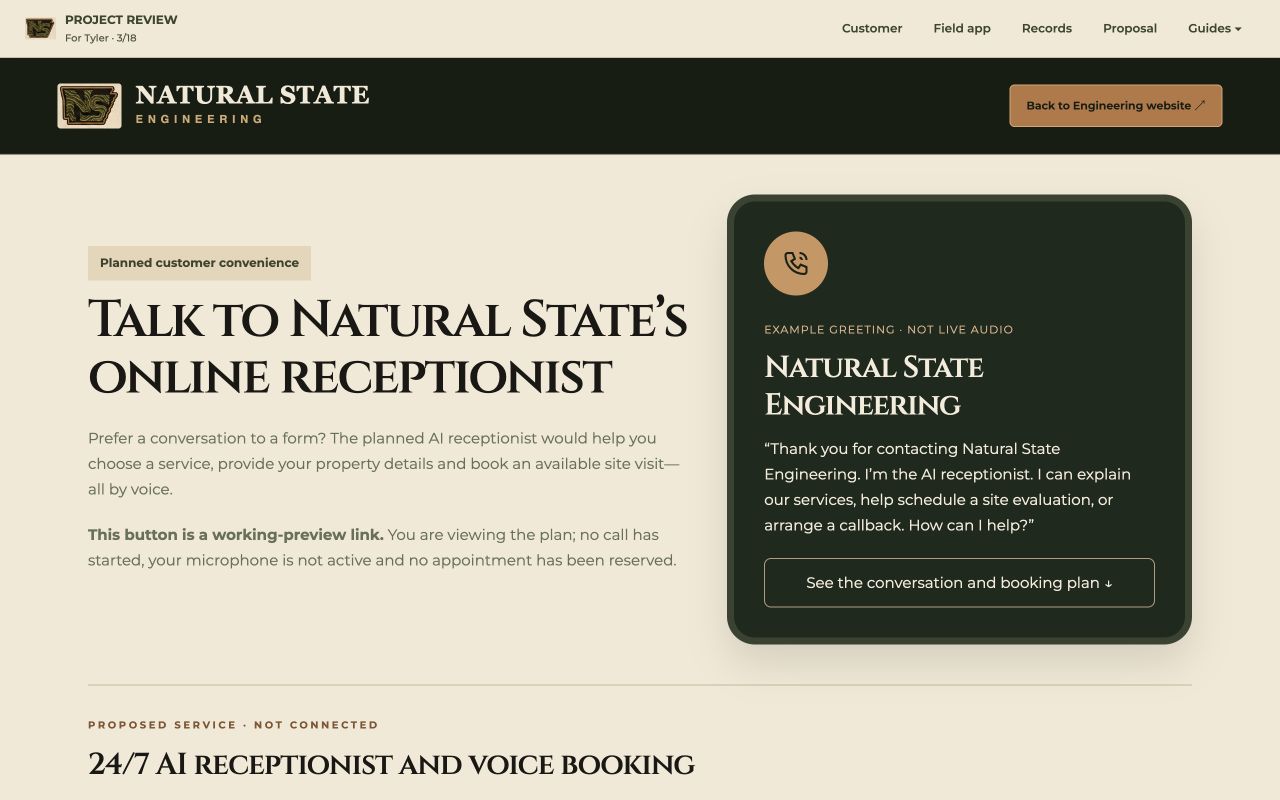 PROJECT REVIEW
For Tyler · 3/18
Customer
Field app
Records
Proposal
Guides
NS
NATURAL STATE
ENGINEERING
Back to Engineering website ↗
Planned customer convenience
Talk to Natural State’s
online receptionist
Prefer a conversation to a form? The planned AI receptionist would help you
choose a service, provide your property details and book an available site visit—
all by voice.
This button is a working-preview link. You are viewing the plan; no call has
started, your microphone is not active and no appointment has been reserved.
EXAMPLE GREETING · NOT LIVE AUDIO
Natural State
Engineering
“Thank you for contacting Natural State
Engineering. I’m the AI receptionist. I can explain
our services, help schedule a site evaluation, or
arrange a callback. How can I help?”
See the conversation and booking plan ↓
PROPOSED SERVICE · NOT CONNECTED
24/7 AI receptionist and voice booking